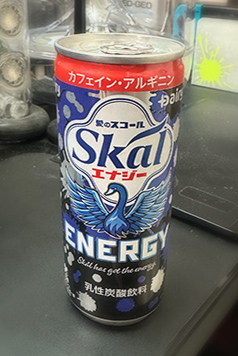 カフェイン・アルギニン
Dairy
愛のスコール
Skal
エナジー
ENERGY
Skal has got the energy
乳性炭酸飲料